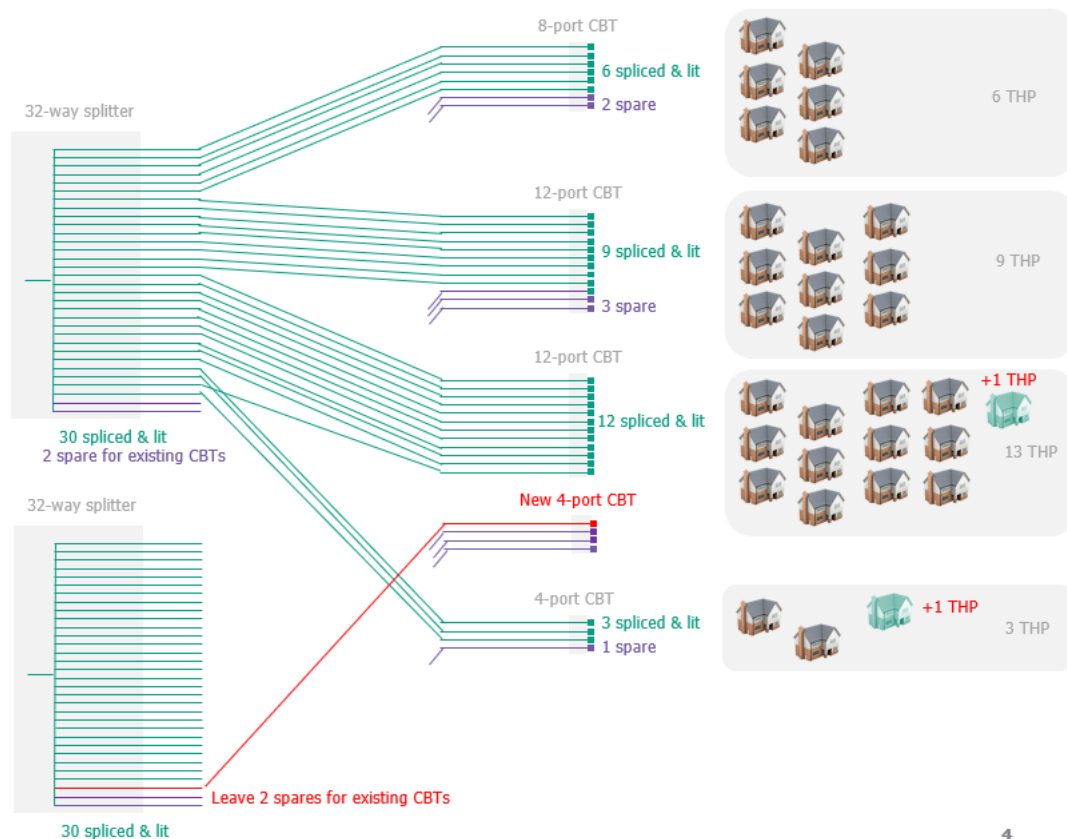 8-port CBT
6 spliced & lit
2 spare
6 THP
32-way splitter
12-port CBT
9 spliced & lit
3 spare
9 THP
12-port CBT
12 spliced & lit
+1 THP
13 THP
30 spliced & lit
2 spare for existing CBTs
32-way splitter
New 4-port CBT
4-port CBT
3 spliced & lit
1 spare
+1 THP
3 THP
Leave 2 spares for existing CBTs
30 spliced & lit
4